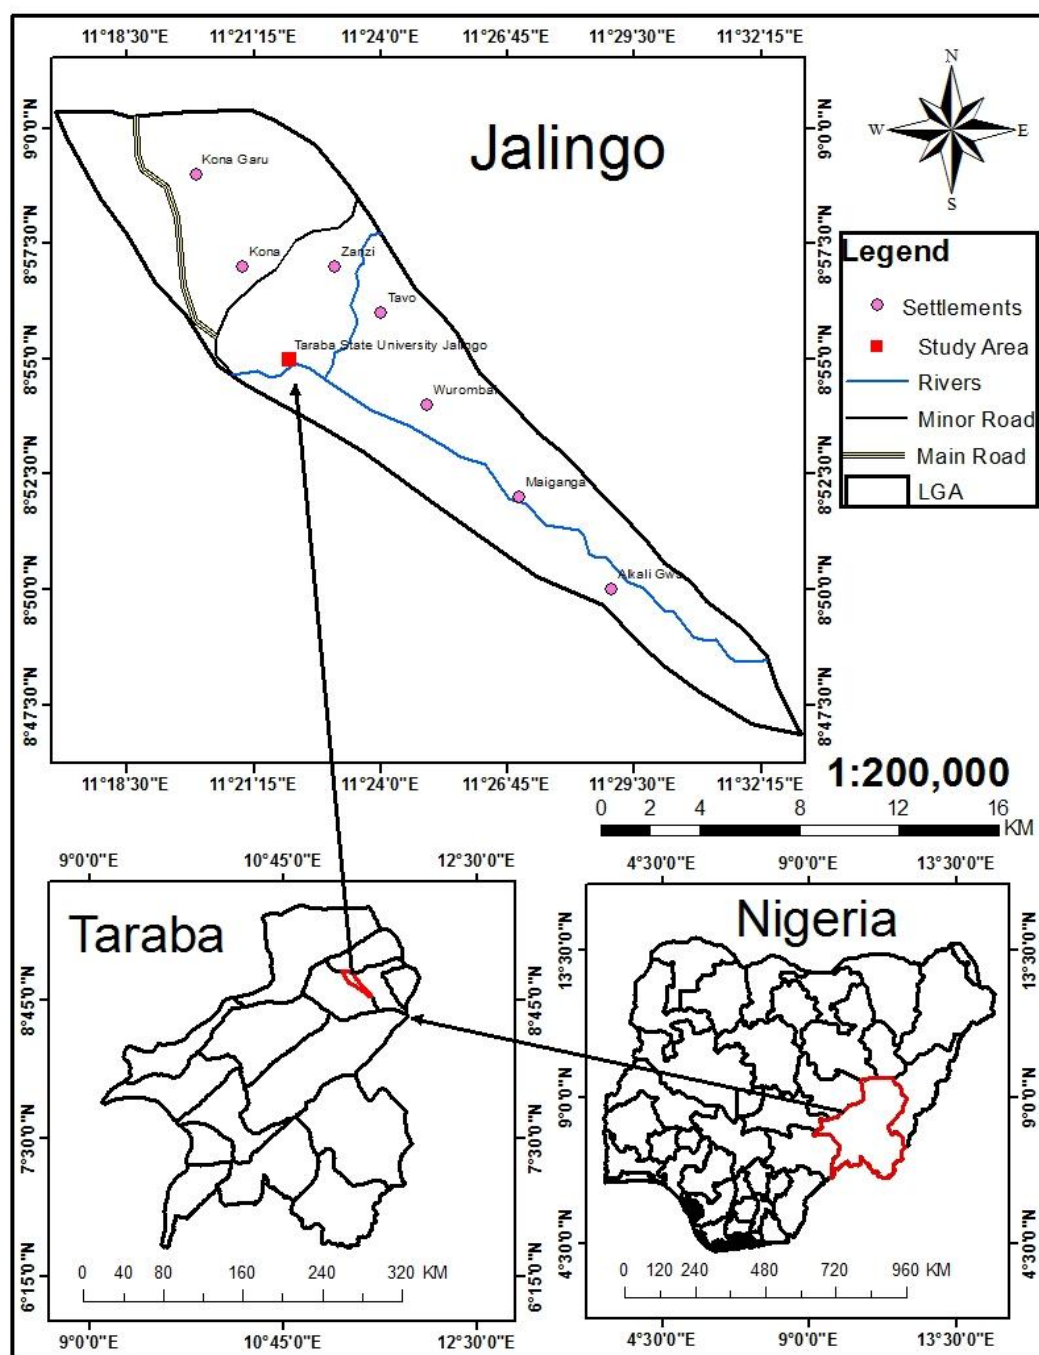 11°18'30"E 11°21'15"E 11°24'0"E 11°26'45"E 11°29'30"E 11°32'15"E
N
W E
S
Jalingo
9°0'0"N 9°0'0"N
Kona Garu
8°57'30"N 8°57'30"N
Kona
Zanzi
Tavo
8°55'0"N 8°55'0"N
Taraba State University Jalingo
Wurombai
8°52'30"N 8°52'30"N
Maiganga
8°50'0"N 8°50'0"N
Alkali Gwa
8°47'30"N 8°47'30"N
11°18'30"E 11°21'15"E 11°24'0"E 11°26'45"E 11°29'30"E 11°32'15"E
Legend
Settlements
Study Area
Rivers
Minor Road
Main Road
LGA
1:200,000
0 2 4 8 12 16
KM
9°0'0"E 10°45'0"E 12°30'0"E
Taraba
8°45'0"N 8°45'0"N
7°30'0"N 7°30'0"N
6°15'0"N 6°15'0"N
0 40 80 160 240 320 KM
9°0'0"E 10°45'0"E 12°30'0"E
4°30'0"E 9°0'0"E 13°30'0"E
Nigeria
13°30'0"N 13°30'0"N
9°0'0"N 9°0'0"N
4°30'0"N 4°30'0"N
0 120 240 480 720 960 KM
4°30'0"E 9°0'0"E 13°30'0"E